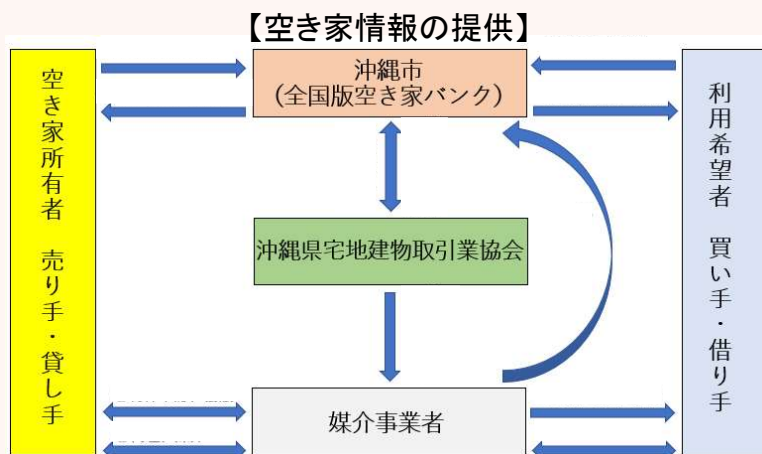 【空き家情報の提供】
沖縄市
(全国版空き家バンク)
空き家所有者 売り手・貸し手
利用希望者 買い手・借り手
沖縄県宅地建物取引業協会
媒介事業者